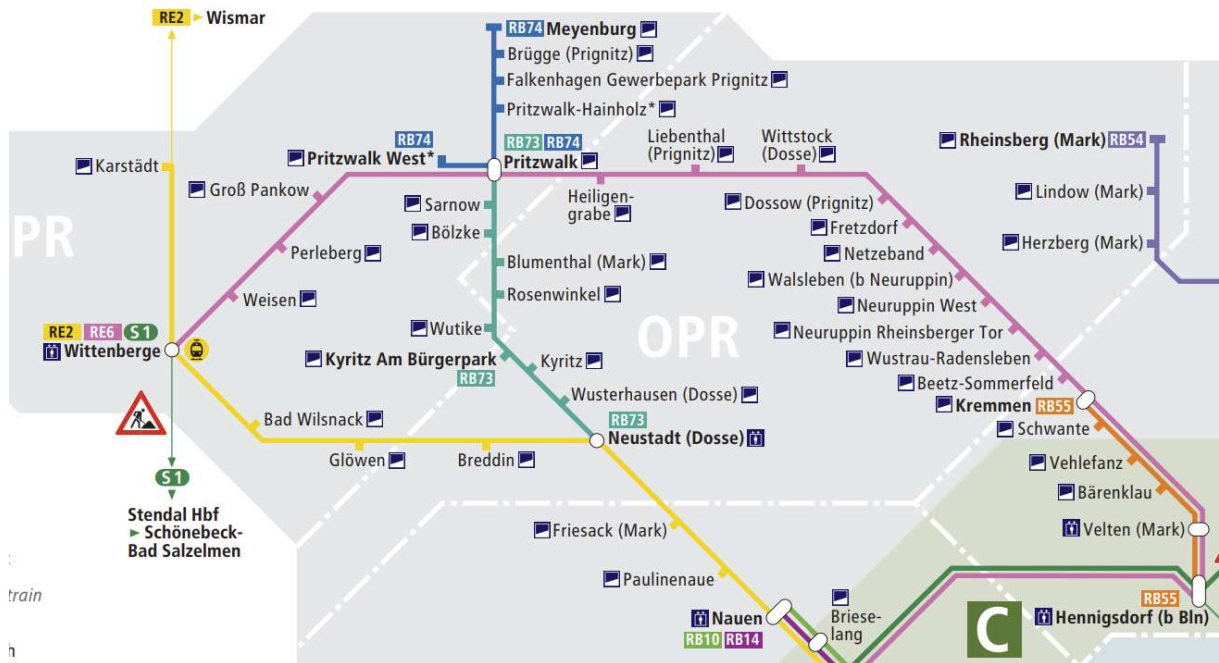 RE2 ► Wismar
RB74 Meyenburg
Brügge (Prignitz)
Falkenhagen Gewerbepark Prignitz
Pritzwalk-Hainholz*
RB74
Pritzwalk West*
RB73 RB74
Pritzwalk
Liebenthal
(Prignitz)
Wittstock
(Dosse)
Rheinsberg (Mark) RB54
Karstädt
Groß Pankow
Sarnow
Heiligen-
grabe
Dossow (Prignitz)
Lindow (Mark)
PR
Bölzke
Fretzdorf
Herzberg (Mark)
Perleberg
Blumenthal (Mark)
Netzeband
Walsleben (b Neuruppin)
Weisen
Rosenwinkel
Neuruppin West
Wutike
OPR
Neuruppin Rheinsberger Tor
RE2 RE6 S1
Wittenberge
Kyritz Am Bürgerpark
RB73
Kyritz
Wustrau-Radensleben
Beetz-Sommerfeld
Wusterhausen (Dosse)
Kremmen RB55
RB73
Neustadt (Dosse)
Bad Wilsnack
Schwante
Glöwen
Breddin
Vehlefanz
S1
Bärenklau
Stendal Hbf
► Schönebeck-
Bad Salzelmen
Friesack (Mark)
Velten (Mark)
train
Paulinenaue
Nauen
RB10 RB14
Briese-
lang
C
RB55
Hennigsdorf (b Bln)
h